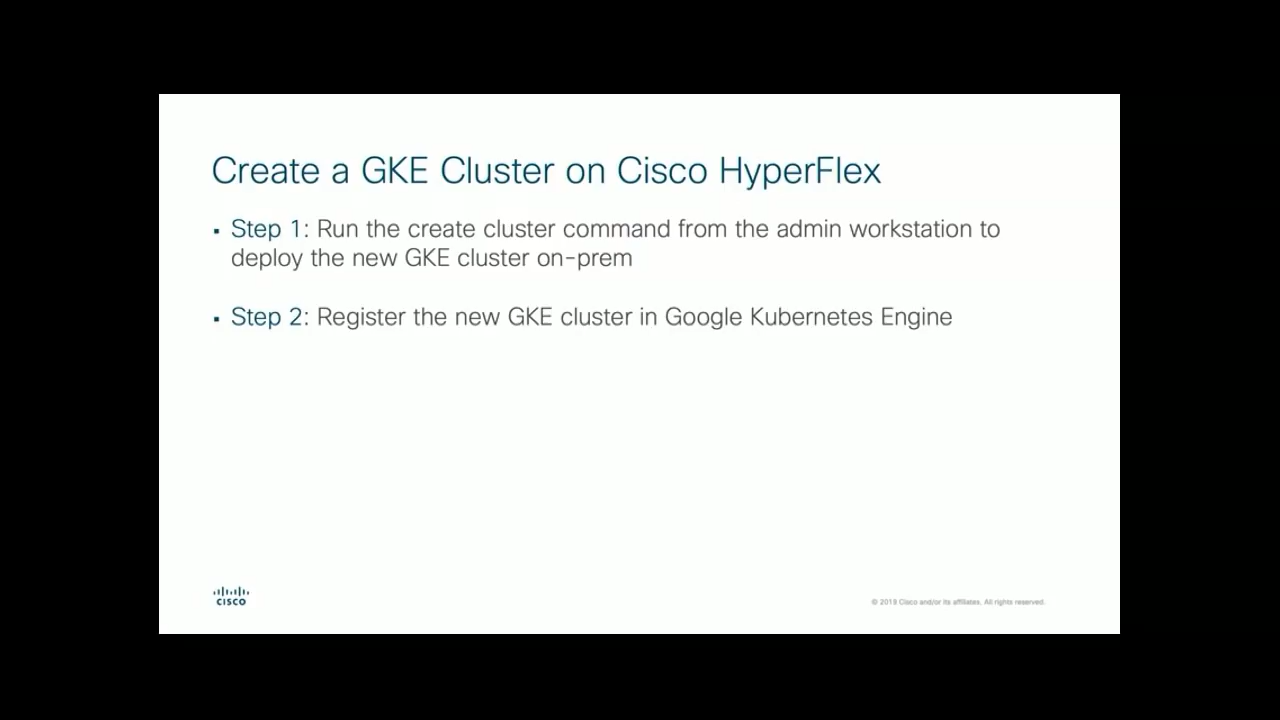 Create a GKE Cluster on Cisco HyperFlex
▪ Step 1: Run the create cluster command from the admin workstation to
deploy the new GKE cluster on-prem
▪ Step 2: Register the new GKE cluster in Google Kubernetes Engine
CISCO
© 2019 Cisco and/or its affiliates. All rights reserved.